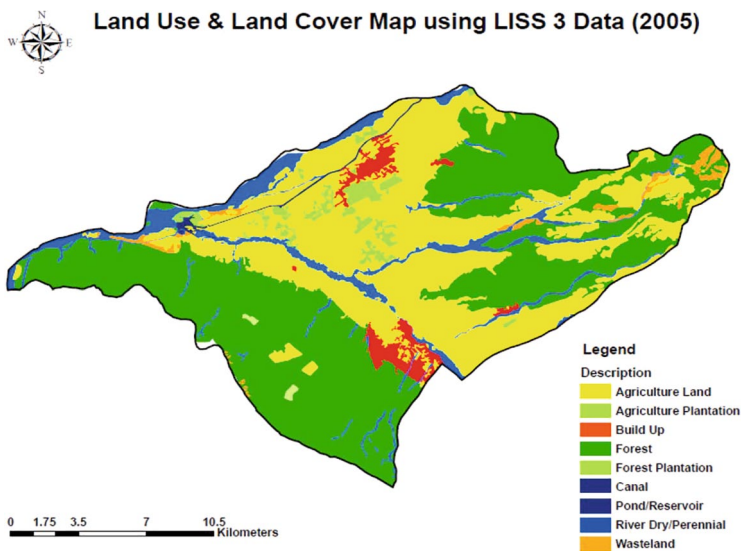 Land Use & Land Cover Map using LISS 3 Data (2005)
N
W E
S
Legend
Description
Agriculture Land
Agriculture Plantation
Build Up
Forest
Forest Plantation
Canal
Pond/Reservoir
River Dry/Perennial
Wasteland
0 1.75 3.5 7 10.5
Kilometers